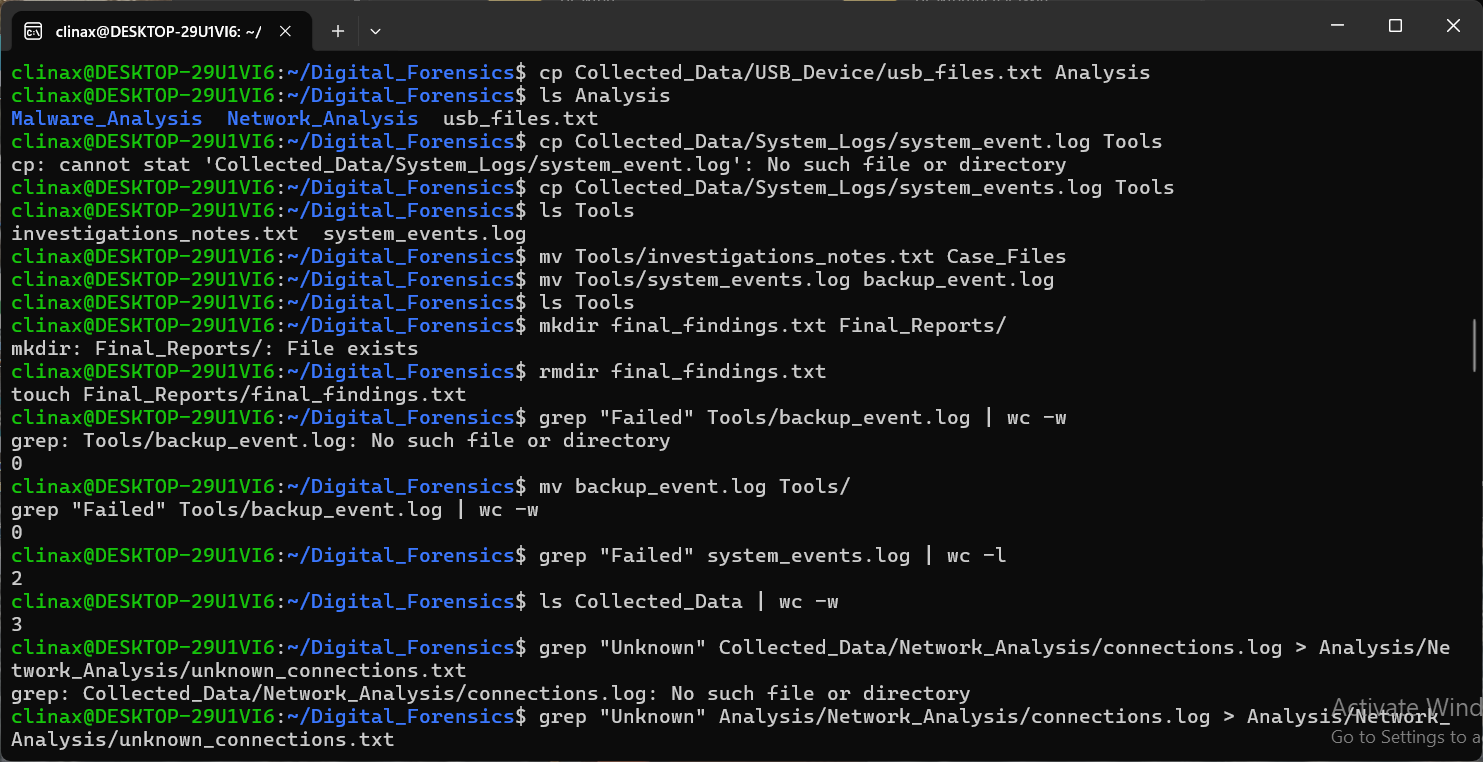 clinax@DESKTOP-29U1VI6: ~/
clinax@DESKTOP-29U1VI6:~/Digital_Forensics$ cp Collected_Data/USB_Device/usb_files.txt Analysis
clinax@DESKTOP-29U1VI6:~/Digital_Forensics$ ls Analysis
Malware_Analysis  Network_Analysis  usb_files.txt
clinax@DESKTOP-29U1VI6:~/Digital_Forensics$ cp Collected_Data/System_Logs/system_event.log Tools
cp: cannot stat 'Collected_Data/System_Logs/system_event.log': No such file or directory
clinax@DESKTOP-29U1VI6:~/Digital_Forensics$ cp Collected_Data/System_Logs/system_events.log Tools
clinax@DESKTOP-29U1VI6:~/Digital_Forensics$ ls Tools
investigations_notes.txt  system_events.log
clinax@DESKTOP-29U1VI6:~/Digital_Forensics$ mv Tools/investigations_notes.txt Case_Files
clinax@DESKTOP-29U1VI6:~/Digital_Forensics$ mv Tools/system_events.log backup_event.log
clinax@DESKTOP-29U1VI6:~/Digital_Forensics$ ls Tools
clinax@DESKTOP-29U1VI6:~/Digital_Forensics$ mkdir final_findings.txt Final_Reports/
mkdir: Final_Reports/: File exists
clinax@DESKTOP-29U1VI6:~/Digital_Forensics$ rmdir final_findings.txt
touch Final_Reports/final_findings.txt
clinax@DESKTOP-29U1VI6:~/Digital_Forensics$ grep "Failed" Tools/backup_event.log | wc -w
grep: Tools/backup_event.log: No such file or directory
0
clinax@DESKTOP-29U1VI6:~/Digital_Forensics$ mv backup_event.log Tools/
grep "Failed" Tools/backup_event.log | wc -w
0
clinax@DESKTOP-29U1VI6:~/Digital_Forensics$ grep "Failed" system_events.log | wc -l
2
clinax@DESKTOP-29U1VI6:~/Digital_Forensics$ ls Collected_Data | wc -w
3
clinax@DESKTOP-29U1VI6:~/Digital_Forensics$ grep "Unknown" Collected_Data/Network_Analysis/connections.log > Analysis/Ne
twork_Analysis/unknown_connections.txt
grep: Collected_Data/Network_Analysis/connections.log: No such file or directory
clinax@DESKTOP-29U1VI6:~/Digital_Forensics$ grep "Unknown" Analysis/Network_Analysis/connections.log > Analysis/Network_
Analysis/unknown_connections.txt
Activate Wind
Go to Settings to a